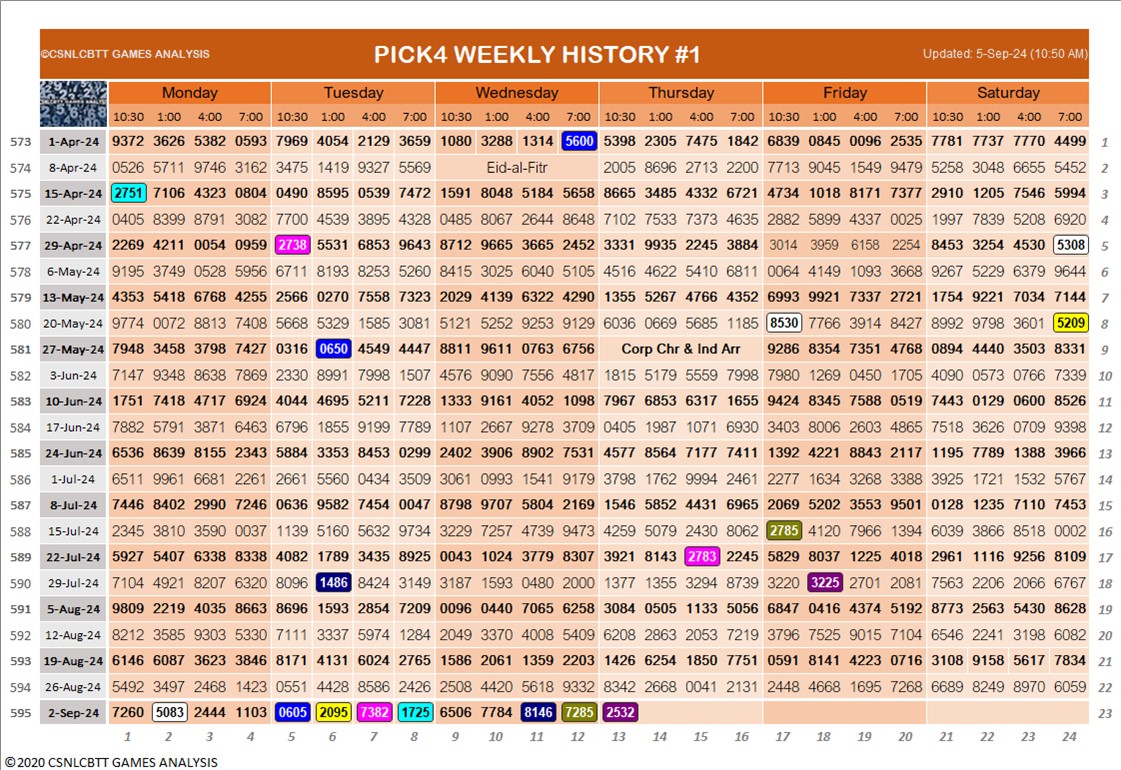 ©CSNLCBTT GAMES ANALYSIS PICK4 WEEKLY HISTORY #1 Updated: 5-Sep-24 (10:50 AM)
Monday Tuesday Wednesday Thursday Friday Saturday
10:30 1:00 4:00 7:00 10:30 1:00 4:00 7:00 10:30 1:00 4:00 7:00 10:30 1:00 4:00 7:00 10:30 1:00 4:00 7:00 10:30 1:00 4:00 7:00
573 1-Apr-24 9372 3626 5382 0593 7969 4054 2129 3659 1080 3288 1314 5600 5398 2305 7475 1842 6839 0845 0096 2535 7781 7737 7770 4499 1
574 8-Apr-24 0526 5711 9746 3162 3475 1419 9327 5569 Eid-al-Fitr 2005 8696 2713 2200 7713 9045 1549 9479 5258 3048 6655 5452 2
575 15-Apr-24 2751 7106 4323 0804 0490 8595 0539 7472 1591 8048 5184 5658 8665 3485 4332 6721 4734 1018 8171 7377 2910 1205 7546 5994 3
576 22-Apr-24 0405 8399 8791 3082 7700 4539 3895 4328 0485 8067 2644 8648 7102 7533 7373 4635 2882 5899 4337 0025 1997 7839 5208 6920 4
577 29-Apr-24 2269 4211 0054 0959 2738 5531 6853 9643 8712 9665 3665 2452 3331 9935 2245 3884 3014 3959 6158 2254 8453 3254 4530 5308 5
578 6-May-24 9195 3749 0528 5956 6711 8193 8253 5260 8415 3025 6040 5105 4516 4622 5410 6811 0064 4149 1093 3668 9267 5229 6379 9644 6
579 13-May-24 4353 5418 6768 4255 2566 0270 7558 7323 2029 4139 6322 4290 1355 5267 4766 4352 6993 9921 7337 2721 1754 9221 7034 7144 7
580 20-May-24 9774 0072 8813 7408 5668 5329 1585 3081 5121 5252 9253 9129 6036 0669 5685 1185 8530 7766 3914 8427 8992 9798 3601 5209 8
581 27-May-24 7948 3458 3798 7427 0316 0650 4549 4447 8811 9611 0763 6756 Corp Chr & Ind Arr 9286 8354 7351 4768 0894 4440 3503 8331 9
582 3-Jun-24 7147 9348 8638 7869 2330 8991 7998 1507 4576 9090 7556 4817 1815 5179 5559 7998 7980 1269 0450 1705 4090 0573 0766 7339 10
583 10-Jun-24 1751 7418 4717 6924 4044 4695 5211 7228 1333 9161 4052 1098 7967 6853 6317 1655 9424 8345 7588 0519 7443 0129 0600 8526 11
584 17-Jun-24 7882 5791 3871 6463 6796 1855 9199 7789 1107 2667 9278 3709 0405 1987 1071 6930 3403 8006 2603 4865 7518 3626 0709 9398 12
585 24-Jun-24 6536 8639 8155 2343 5884 3353 8453 0299 2402 3906 8902 7531 4577 8564 7177 7411 1392 4221 8843 2117 1195 7789 1388 3966 13
586 1-Jul-24 6511 9961 6681 2261 2661 5560 0434 3509 3061 0993 1541 9179 3798 1762 9994 2461 2277 1634 3268 3388 3925 1721 1532 5767 14
587 8-Jul-24 7446 8402 2990 7246 0636 9582 7454 0047 8798 9707 5804 2169 1546 5852 4431 6965 2069 5202 3553 9501 0128 1235 7110 7453 15
588 15-Jul-24 2345 3810 3590 0037 1139 5160 5632 9734 3229 7257 4739 9473 4259 5079 2430 8062 2785 4120 7966 1394 6039 3866 8518 0002 16
589 22-Jul-24 5927 5407 6338 8338 4082 1789 3435 8925 0043 1024 3779 8307 3921 8143 2783 2245 5829 8037 1225 4018 2961 1116 9256 8109 17
590 29-Jul-24 7104 4921 8207 6320 8096 1486 8424 3149 3187 1593 0480 2000 1377 1355 3294 8739 3220 3225 2701 2081 7563 2206 2066 6767 18
591 5-Aug-24 9809 2219 4035 8663 8696 1593 2854 7209 0096 0440 7065 6258 3084 0505 1133 5056 6847 0416 4374 5192 8773 2563 5430 8628 19
592 12-Aug-24 8212 3585 9303 5330 7111 3337 5974 1284 2049 3370 4008 5409 6208 2863 2053 7219 3796 7525 9015 7104 6546 2241 3198 6082 20
593 19-Aug-24 6146 6087 3623 3846 8171 4131 6024 2765 1586 2061 1359 2203 1426 6254 1850 7751 0591 8141 4223 0716 3108 9158 5617 7834 21
594 26-Aug-24 5492 3497 2468 1423 0551 4428 8586 2426 2508 4420 5618 9332 8342 2668 0041 2131 2448 4668 1695 7268 6689 8249 8970 6059 22
595 2-Sep-24 7260 5083 2444 1103 0605 2095 7382 1725 6506 7784 8146 7285 2532 23
1 2 3 4 5 6 7 8 9 10 11 12 13 14 15 16 17 18 19 20 21 22 23 24
©2020 CSNLCBTT GAMES ANALYSIS